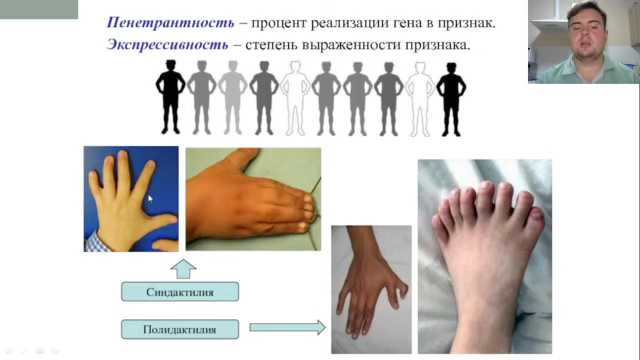 Пенетрантность – процент реализации гена в признак.
Экспрессивность – степень выраженности признака.
Синдактилия
Полидактилия